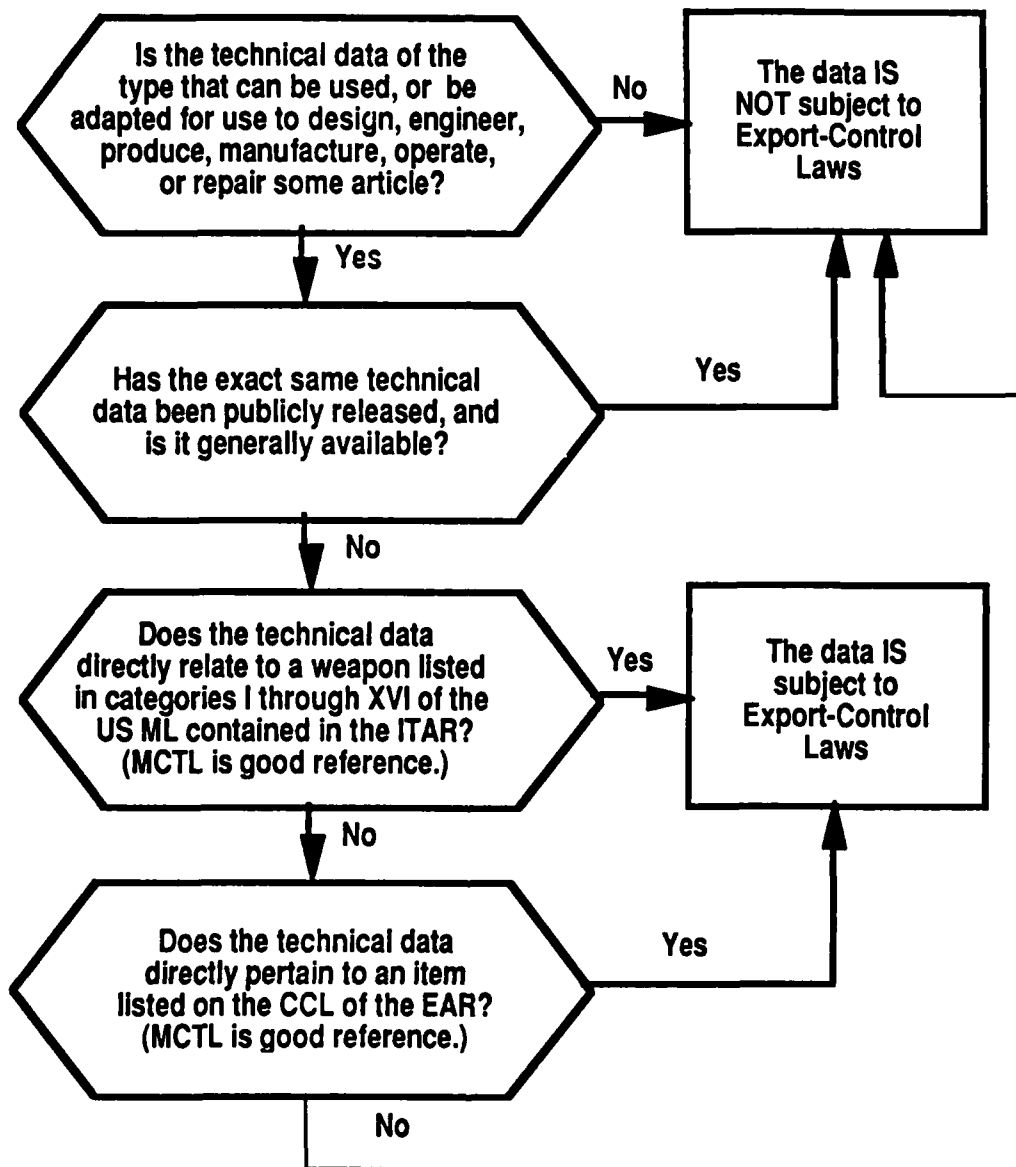 Is the technical data of the
type that can be used, or be
adapted for use to design, engineer,
produce, manufacture, operate,
or repair some article?
No
The data IS
NOT subject to
Export-Control
Laws
Yes
Has the exact same technical
data been publicly released, and
is it generally available?
Yes
No
Does the technical data
directly relate to a weapon listed
in categories I through XVI of the
US ML contained in the ITAR?
(MCTL is good reference.)
Yes
The data IS
subject to
Export-Control
Laws
No
Does the technical data
directly pertain to an item
listed on the CCL of the EAR?
(MCTL is good reference.)
Yes
No